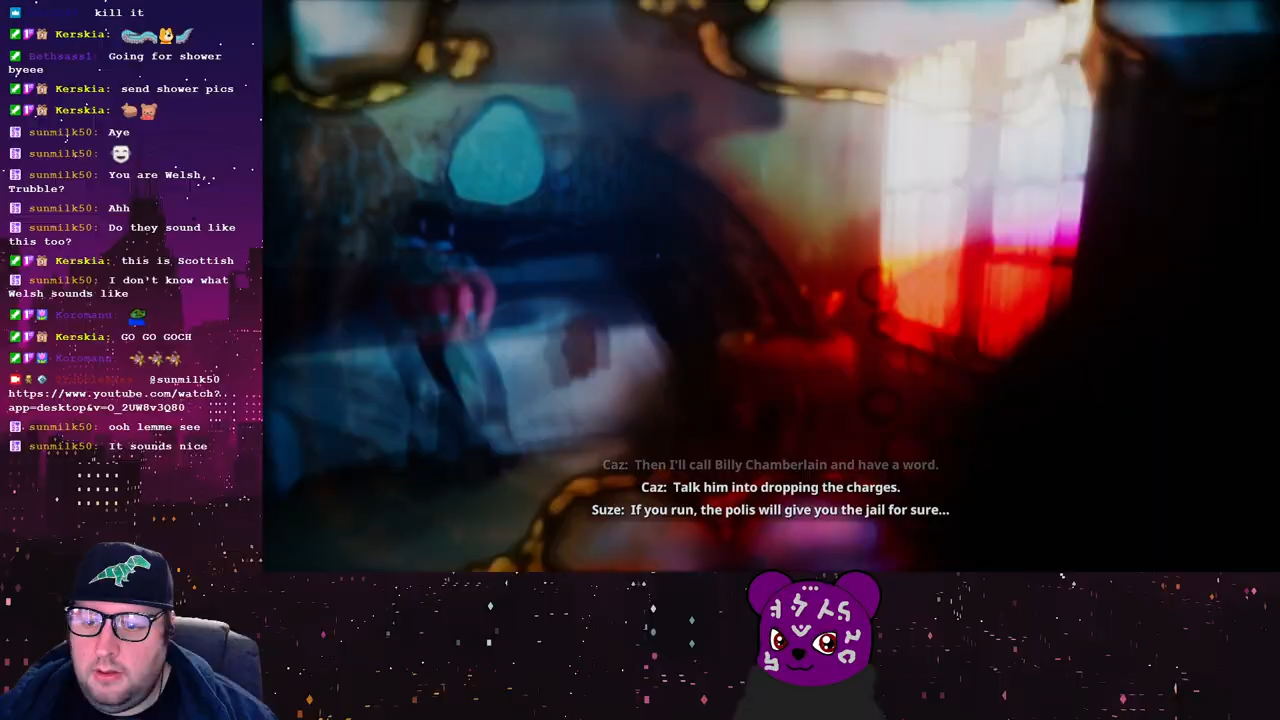 kill it
Kerskia:
Bethsass1: Going for shower
byeee
Kerskia: send shower pics
Kerskia:
sunmilk50: Aye
sunmilk50:
sunmilk50: You are Welsh,
Trubble?
sunmilk50: Ahh
sunmilk50: Do they sound like
this too?
Kerskia: this is Scottish
sunmilk50: I don't know what
Welsh sounds like
Koromanu:
Kerskia: GO GO GOCH
Koromanu:
@sunmilk50
https://www.youtube.com/watch?
app=desktop&v=O_2UW8v3Q80
sunmilk50: ooh lemme see
sunmilk50: It sounds nice
Caz: Then I'll call Billy Chamberlain and have a word.
Caz: Talk him into dropping the charges.
Suze: If you run, the polis will give you the jail for sure...